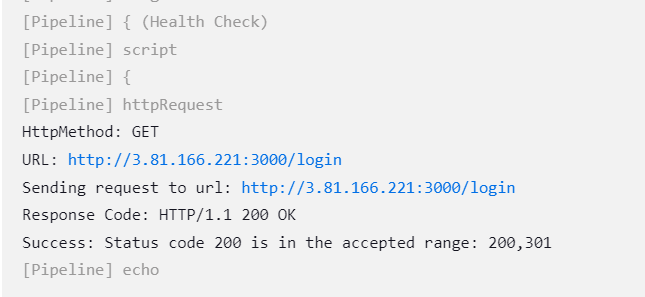 [Pipeline] { (Health Check)
[Pipeline] script
[Pipeline] {
[Pipeline] httpRequest
HttpMethod: GET
URL: http://3.81.166.221:3000/login
Sending request to url: http://3.81.166.221:3000/login
Response Code: HTTP/1.1 200 OK
Success: Status code 200 is in the accepted range: 200,301
[Pipeline] echo